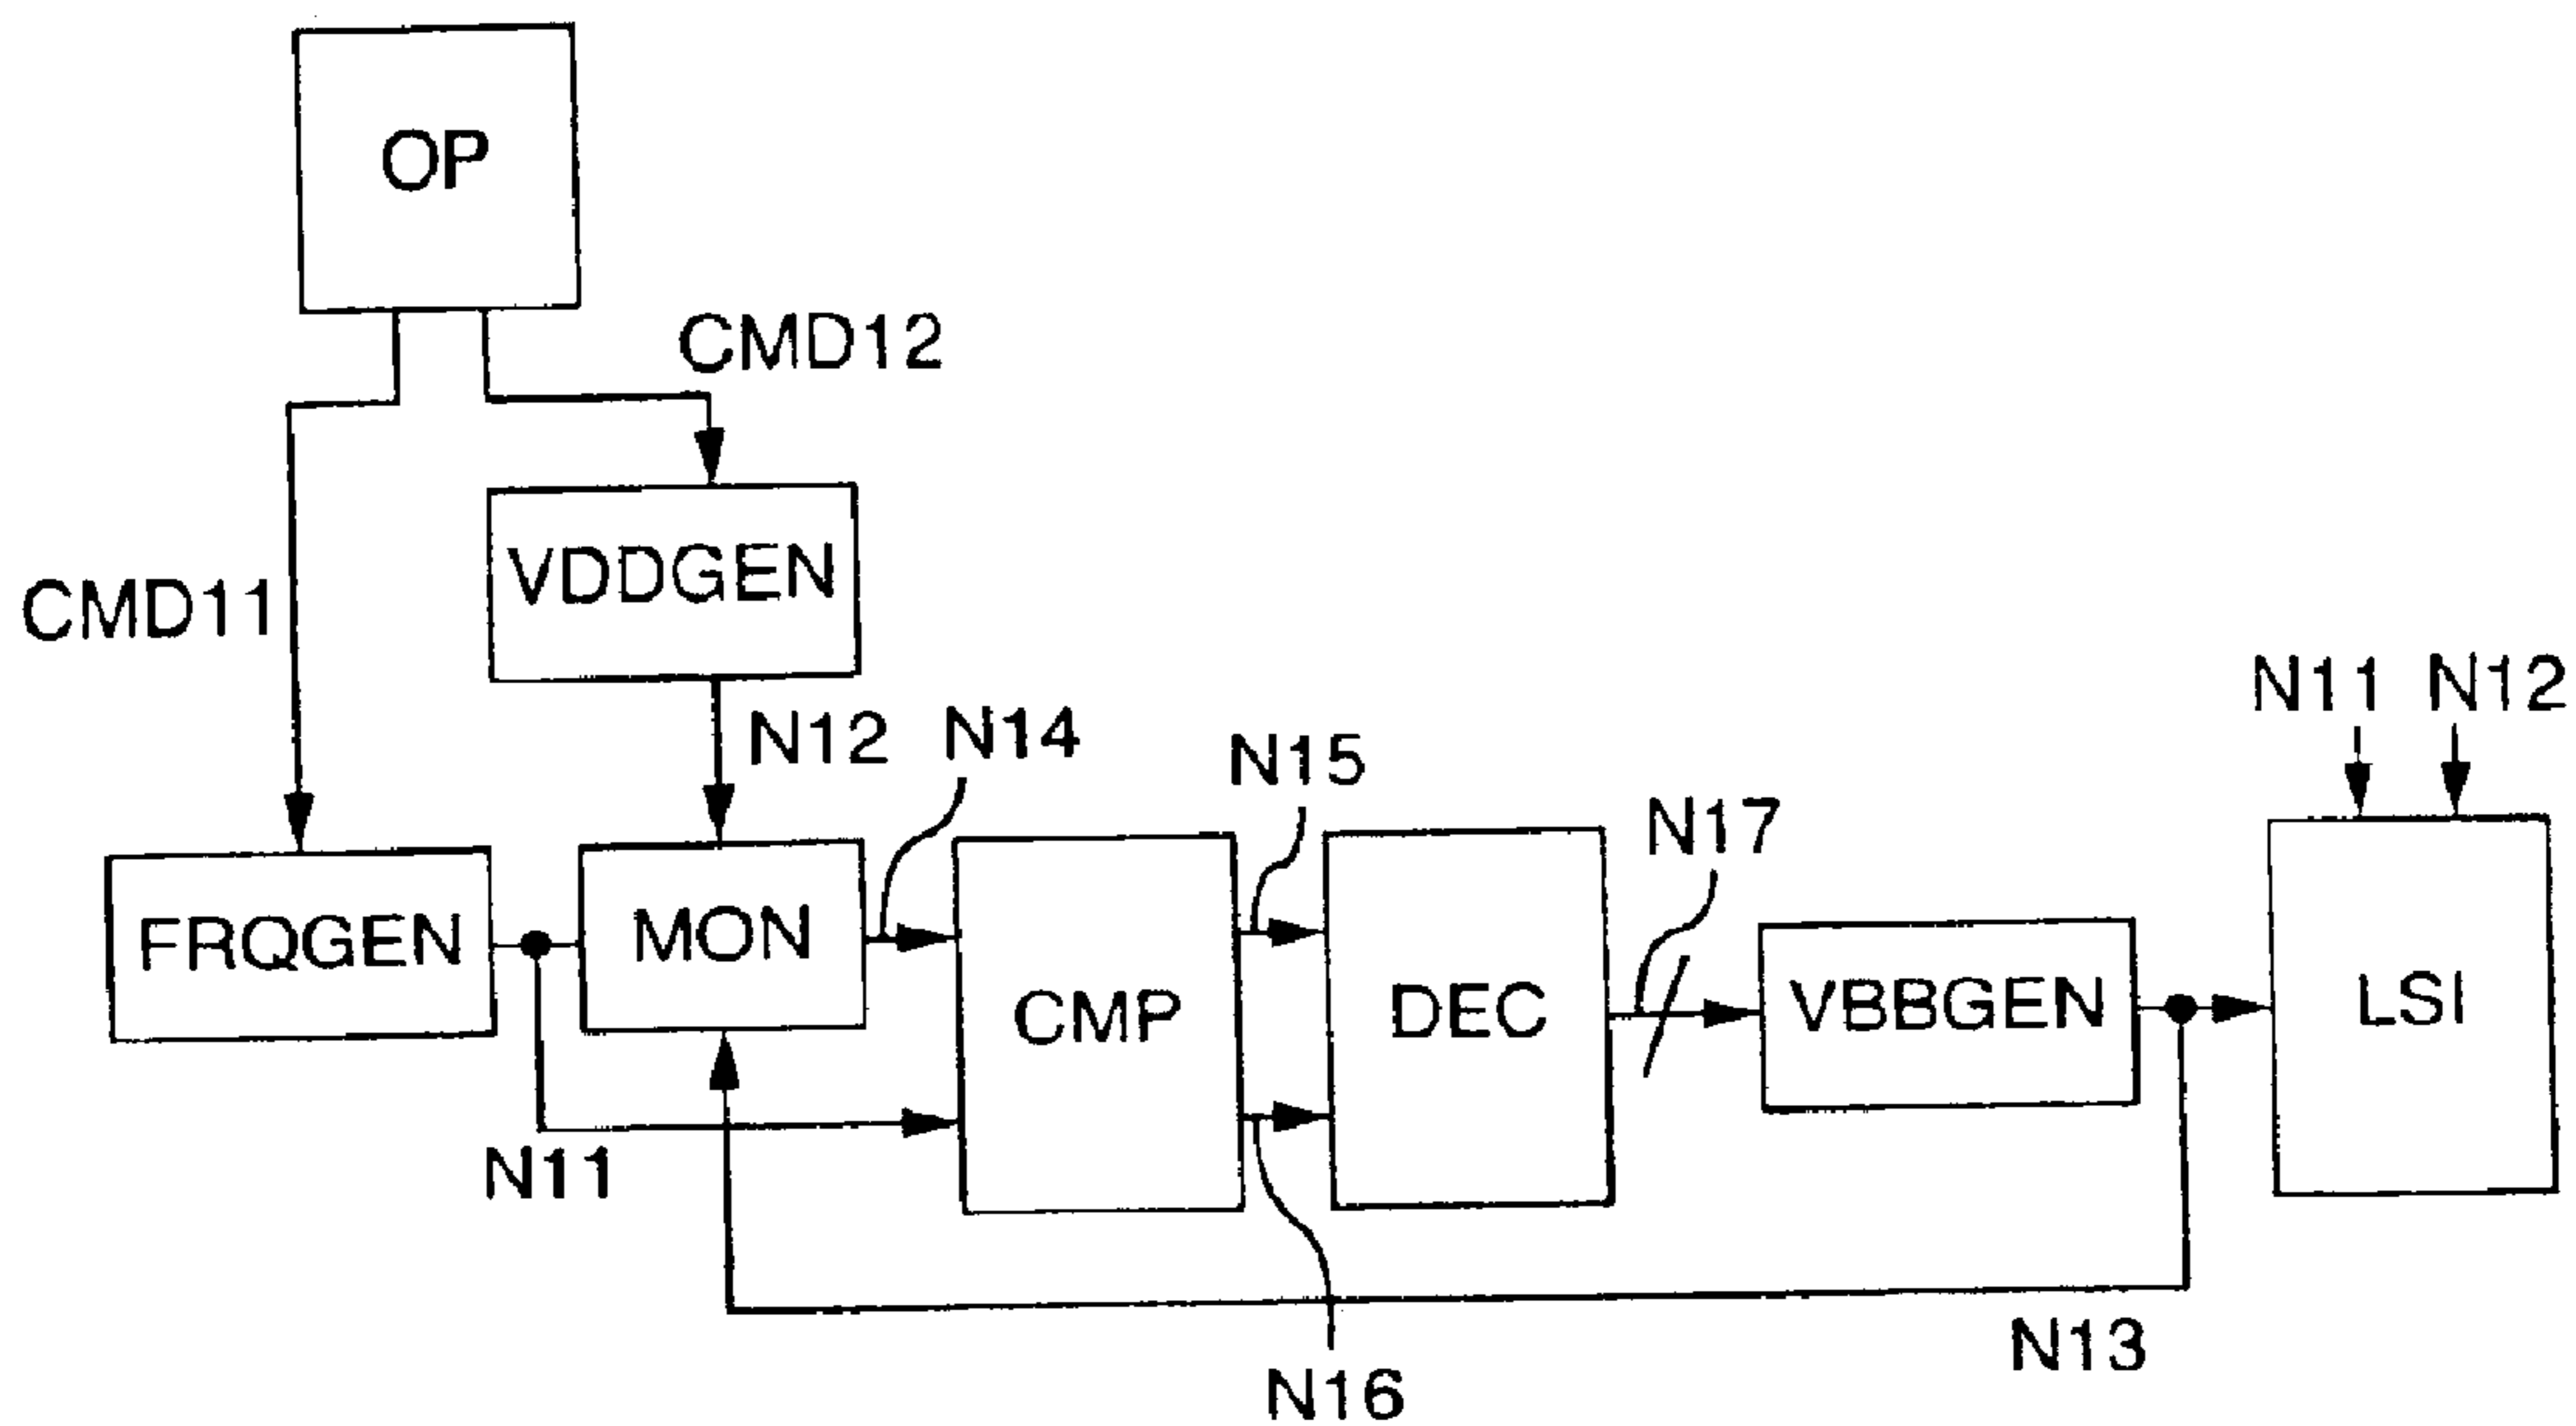 OP
CMD12
VDDGEN
CMD11
N11 N12
N12
N14
N15
N17
FRQGEN
MON
CMP
DEC
VBBGEN
LSI
N11
N13
N16